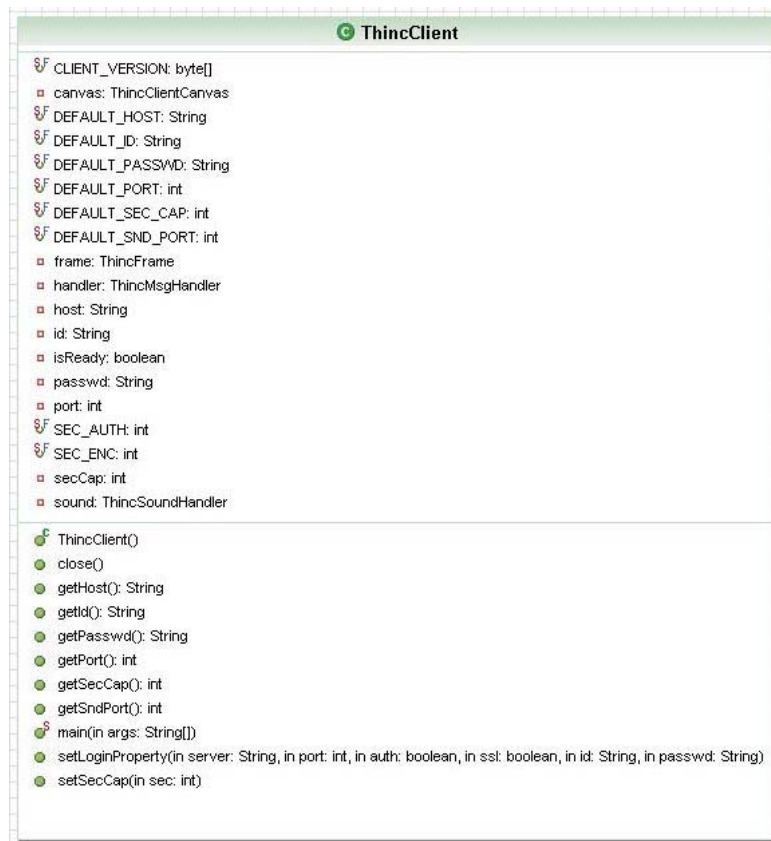 ThincClient
CLIENT_VERSION: byte[]
canvas: ThincClientCanvas
DEFAULT_HOST: String
DEFAULT_ID: String
DEFAULT_PASSWD: String
DEFAULT_PORT: int
DEFAULT_SEC_CAP: int
DEFAULT_SND_PORT: int
frame: ThincFrame
handler: ThincMsgHandler
host: String
id: String
isReady: boolean
passwd: String
port: int
SEC_AUTH: int
SEC_ENC: int
secCap: int
sound: ThincSoundHandler
ThincClient()
close()
getHost(): String
getId(): String
getPasswd(): String
getPort(): int
getSecCap(): int
getSndPort(): int
main(in args: String[])
setLoginProperty(in server: String, in port: int, in auth: boolean, in ssl: boolean, in id: String, in passwd: String)
setSecCap(in sec: int)